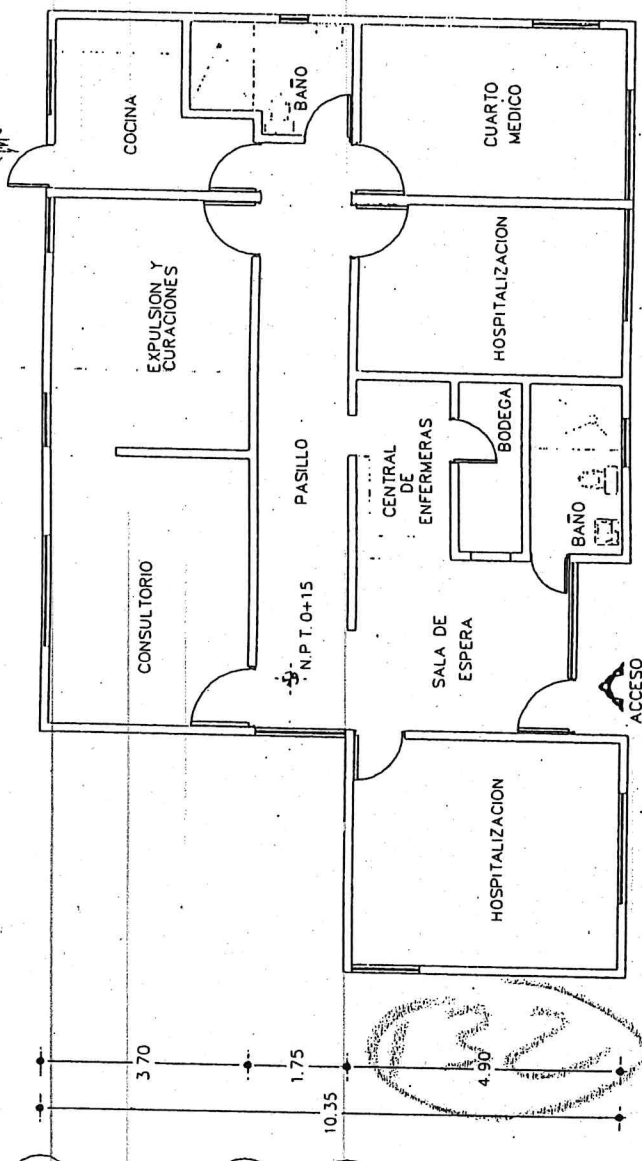 COCINA
EXPULSION Y
CURACIONES
CONSULTORIO
3 70
BAÑO
PASILLO
N.P.T. 0+15
1.75
10.35
CUARTO
MEDICO
HOSPITALIZACION
CENTRAL
DE
ENFERMERAS
BODEGA
BAÑO
SALA DE
ESPERA
HOSPITALIZACION
4.90
32
ACCESO